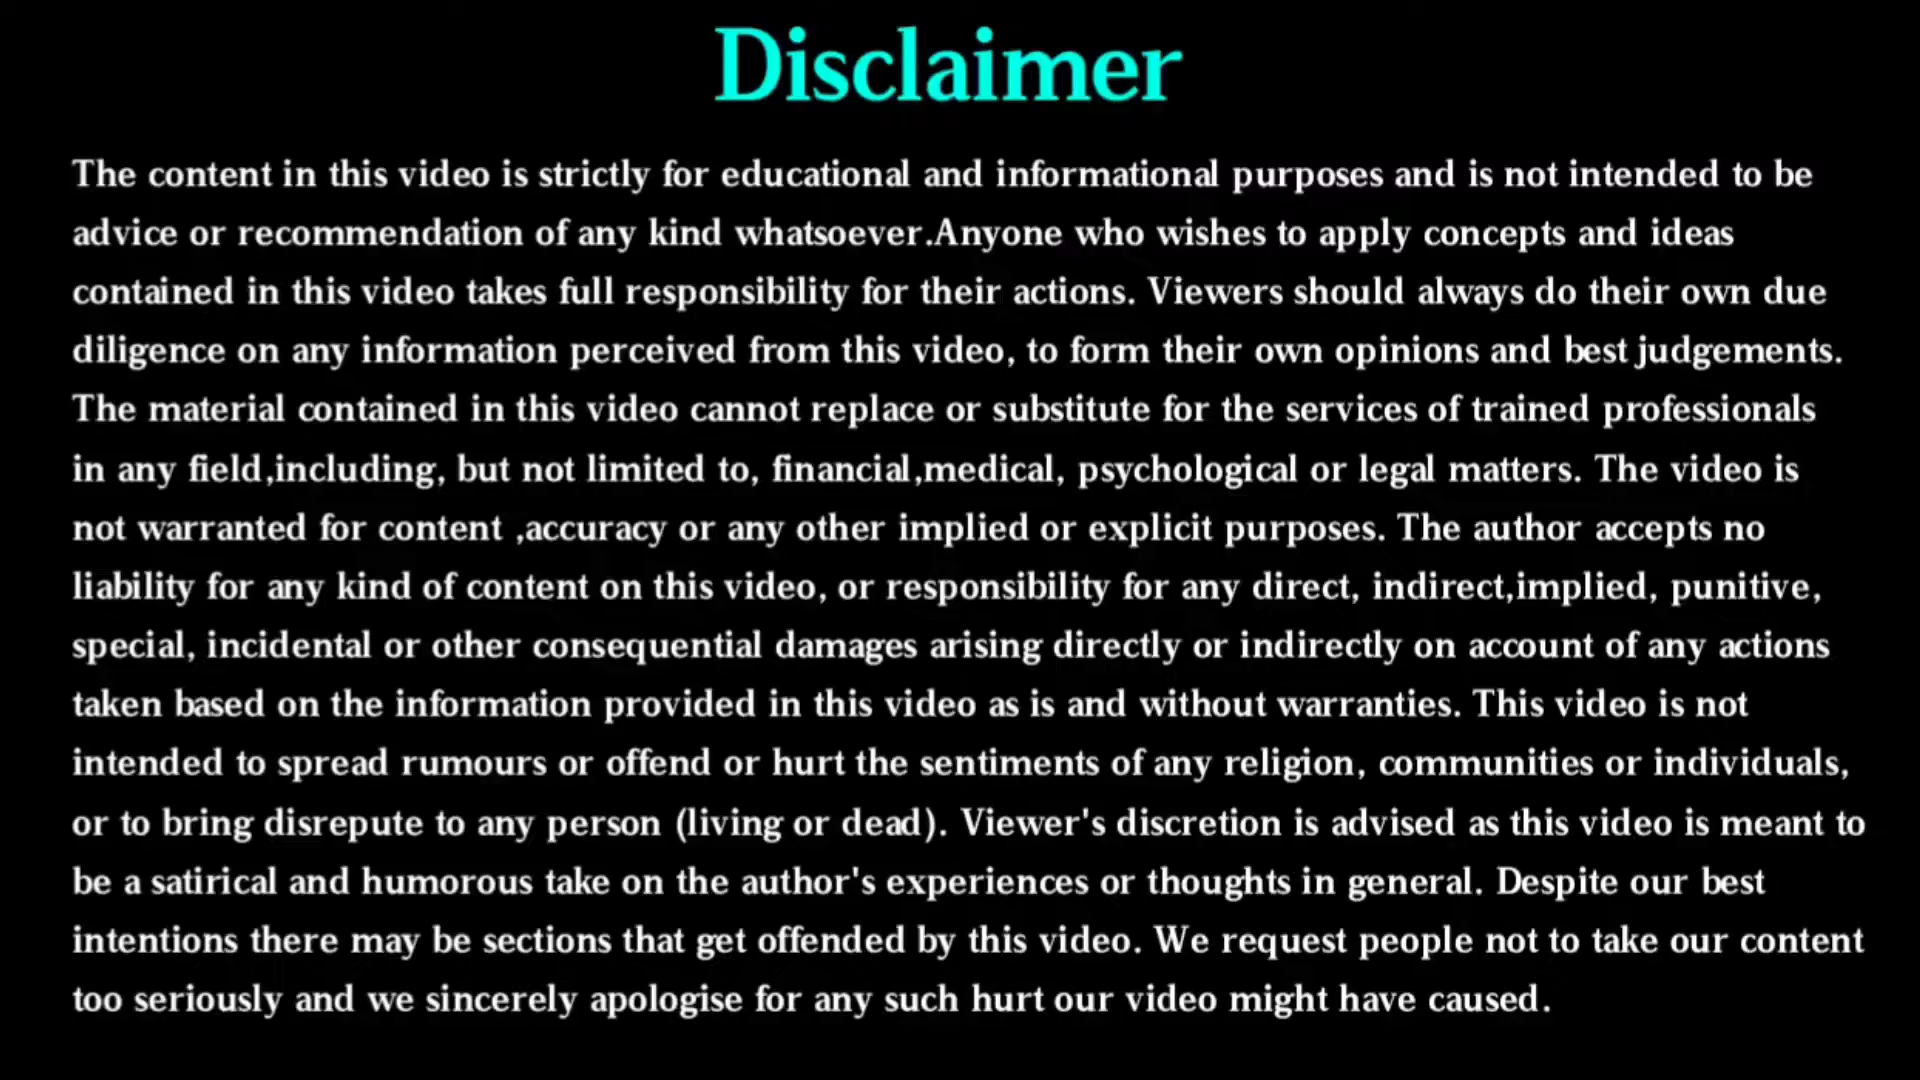 Disclaimer
The content in this video is strictly for educational and informational purposes and is not intended to be
advice or recommendation of any kind whatsoever.Anyone who wishes to apply concepts and ideas
contained in this video takes full responsibility for their actions. Viewers should always do their own due
diligence on any information perceived from this video, to form their own opinions and best judgements.
The material contained in this video cannot replace or substitute for the services of trained professionals
in any field,including, but not limited to, financial,medical, psychological or legal matters. The video is
not warranted for content ,accuracy or any other implied or explicit purposes. The author accepts no
liability for any kind of content on this video, or responsibility for any direct, indirect,implied, punitive,
special, incidental or other consequential damages arising directly or indirectly on account of any actions
taken based on the information provided in this video as is and without warranties. This video is not
intended to spread rumours or offend or hurt the sentiments of any religion, communities or individuals,
or to bring disrepute to any person (living or dead). Viewer's discretion is advised as this video is meant to
be a satirical and humorous take on the author's experiences or thoughts in general. Despite our best
intentions there may be sections that get offended by this video. We request people not to take our content
too seriously and we sincerely apologise for any such hurt our video might have caused.